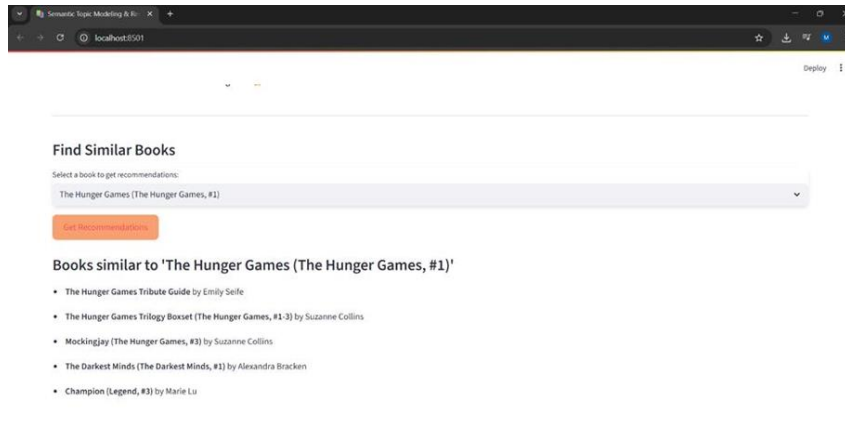 Semantic Topic Modeling & Re
localhost:8501
M
Deploy
Find Similar Books
Select a book to get recommendations:
The Hunger Games (The Hunger Games, #1)
Get Recommendations
Books similar to 'The Hunger Games (The Hunger Games, #1)'
• The Hunger Games Tribute Guide by Emily Seife
• The Hunger Games Trilogy Boxset (The Hunger Games, #1-3) by Suzanne Collins
• Mockingjay (The Hunger Games, #3) by Suzanne Collins
• The Darkest Minds (The Darkest Minds, #1) by Alexandra Bracken
• Champion (Legend, #3) by Marie Lu